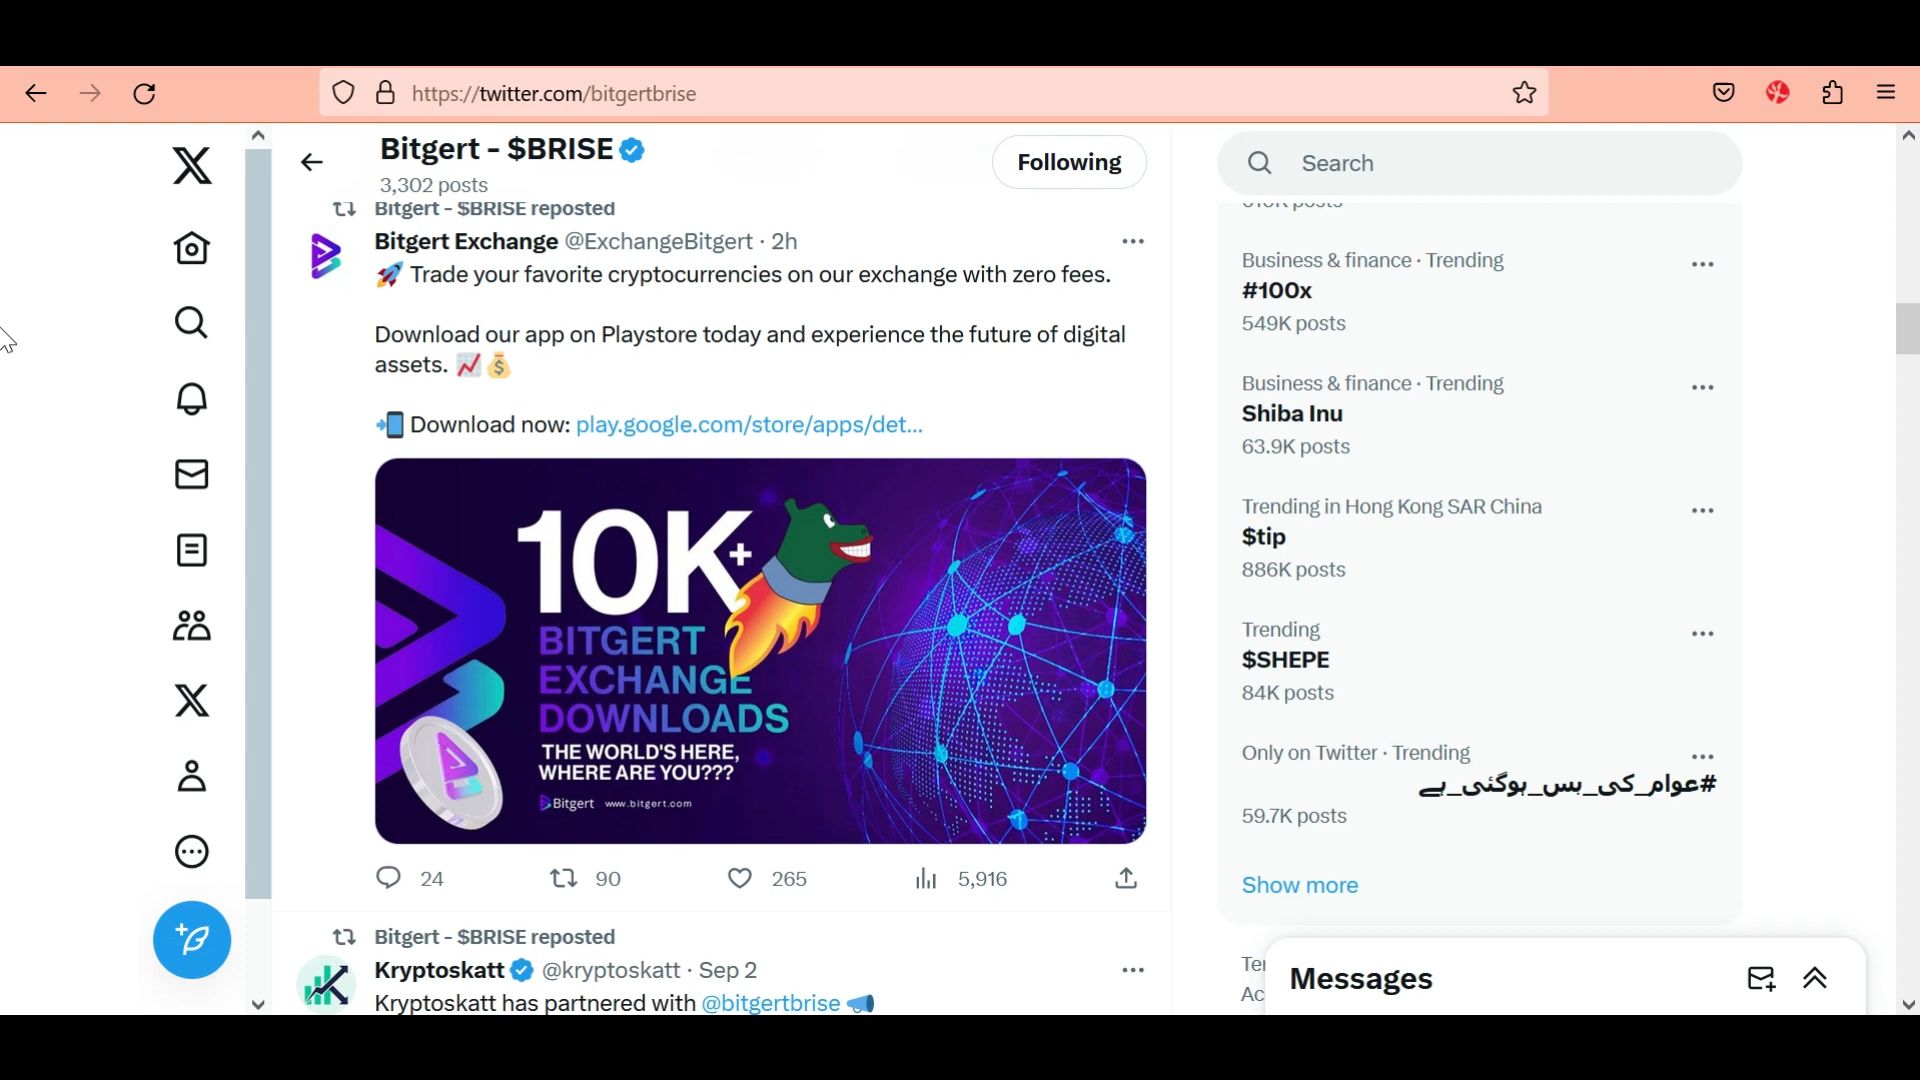 https://twitter.com/bitgertbrise
Bitgert - $BRISE
3,302 posts
Following
Bitgert - $BRISE reposted
Bitgert Exchange @ExchangeBitgert · 2h
🚀 Trade your favorite cryptocurrencies on our exchange with zero fees.
Download our app on Playstore today and experience the future of digital
assets. 📈💰
📲 Download now: play.google.com/store/apps/det...
10K+
BITGERT
EXCHANGE
DOWNLOADS
THE WORLD'S HERE,
WHERE ARE YOU???
Bitgert www.bitgert.com
24 90 265 5,916
Bitgert - $BRISE reposted
Kryptoskatt @kryptoskatt · Sep 2
Kryptoskatt has partnered with @bitgertbrise 📢
Search
posts
Business & finance · Trending
#100x
549K posts
Business & finance · Trending
Shiba Inu
63.9K posts
Trending in Hong Kong SAR China
$tip
886K posts
Trending
$SHEPE
84K posts
Only on Twitter · Trending
#عوام_کی_بس_ہوگئی_ہے
59.7K posts
Show more
Messages